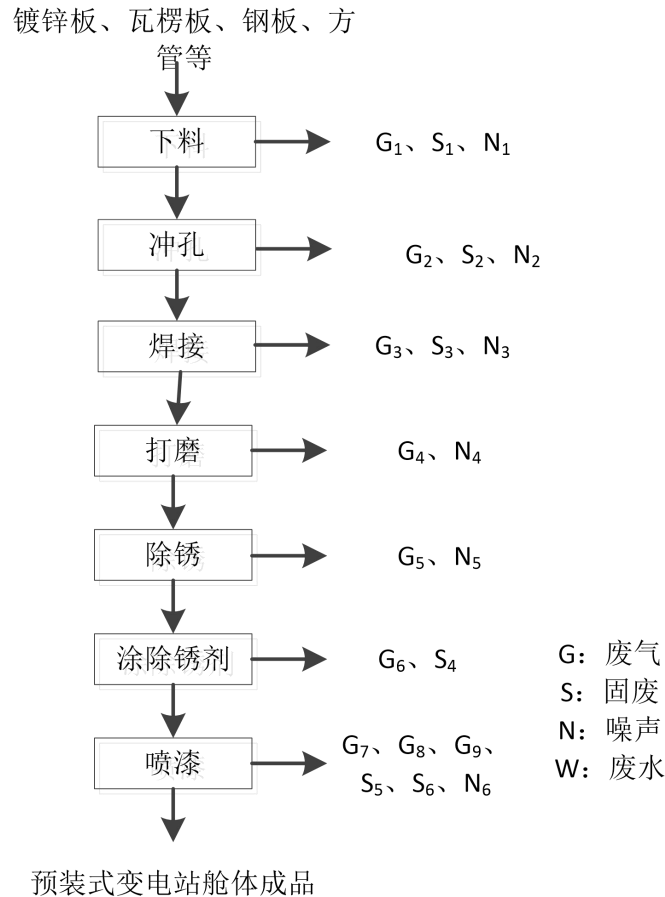 镀锌板、瓦楞板、钢板、方
管等
下料
G₁、S₁、N₁
冲孔
G₂、S₂、N₂
焊接
G₃、S₃、N₃
打磨
G₄、N₄
除锈
G₅、N₅
涂除锈剂
G₆、S₄
喷漆
G₇、G₈、G₉、
S₅、S₆、N₆
G：废气
S：固废
N：噪声
W：废水
预装式变电站舱体成品